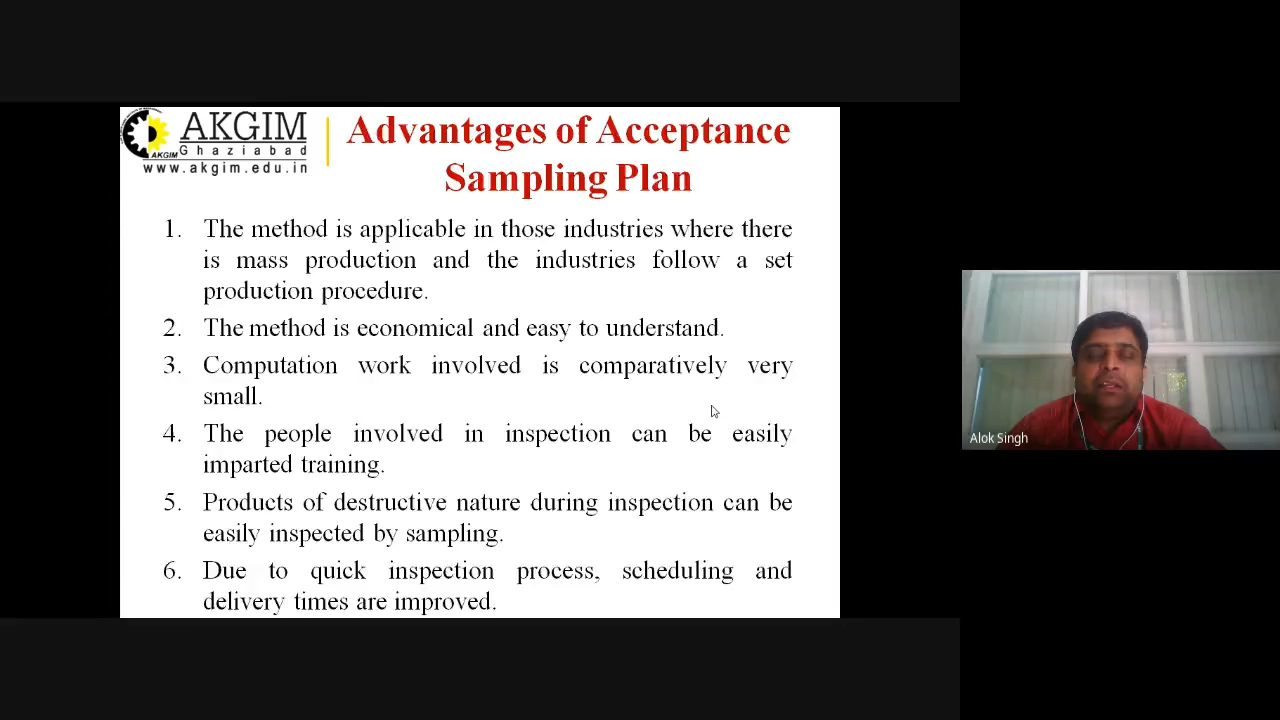 AKGIM
Ghaziabad
AKGIM
www.akgim.edu.in
Advantages of Acceptance
Sampling Plan
1. The method is applicable in those industries where there
is mass production and the industries follow a set
production procedure.
2. The method is economical and easy to understand.
3. Computation work involved is comparatively very
small.
4. The people involved in inspection can be easily
imparted training.
5. Products of destructive nature during inspection can be
easily inspected by sampling.
6. Due to quick inspection process, scheduling and
delivery times are improved.
Alok Singh